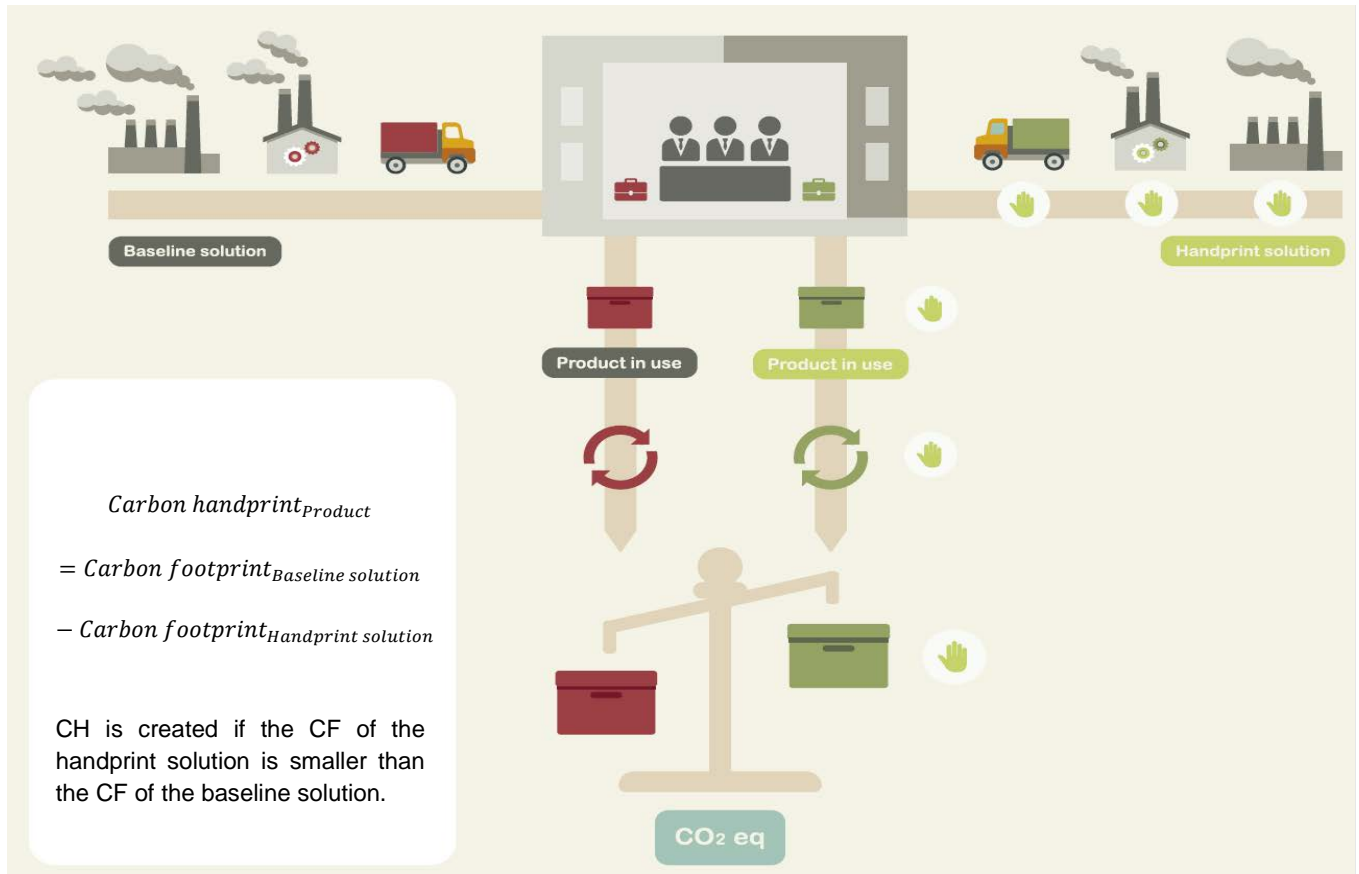 Baseline solution
Handprint solution
Product in use
Product in use
Carbon handprint_Product
= Carbon footprint_Baseline solution
− Carbon footprint_Handprint solution
CH is created if the CF of the
handprint solution is smaller than
the CF of the baseline solution.
CO₂ eq